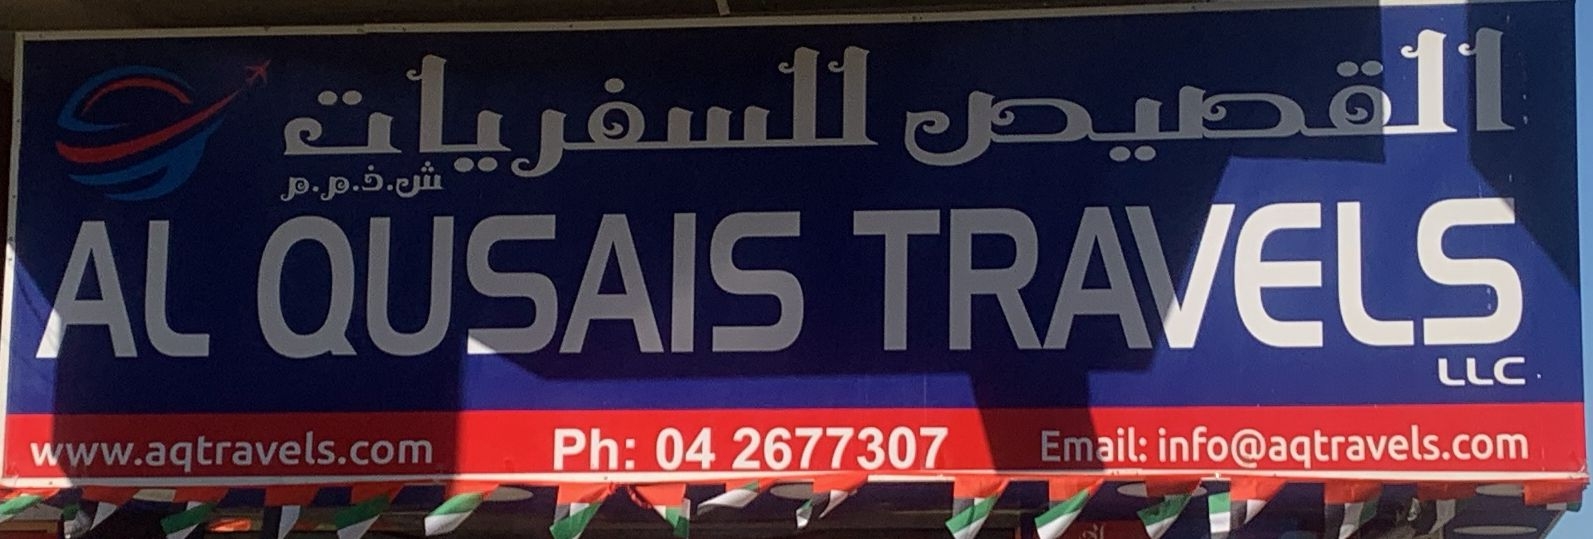 القصيص للسفريات
ش.ذ.م.م
AL QUSAIS TRAVELS
LLC
www.aqtravels.com Ph: 04 2677307 Email: info@aqtravels.com